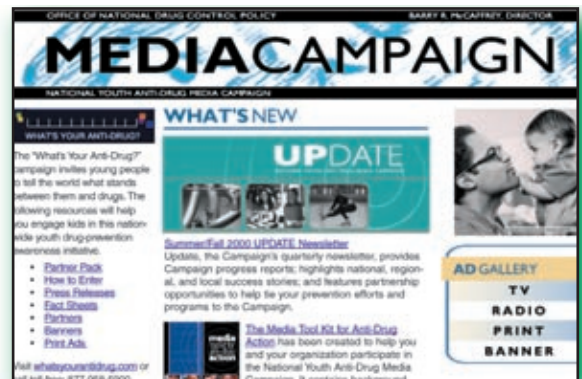 OFFICE OF NATIONAL DRUG CONTROL POLICY
BARRY R. McCAFFREY, DIRECTOR
MEDIACAMPAIGN
NATIONAL YOUTH ANTI-DRUG MEDIA CAMPAIGN
WHAT'S YOUR ANTI-DRUG?
The "What's Your Anti-Drug?"
campaign invites young people
to tell the world what stands
between them and drugs. The
following resources will help
you engage kids in this nation-
wide youth drug-prevention
awareness initiative.
• Partner Pack
• How to Enter
• Press Releases
• Fact Sheets
• Partners
• Banners
• Print Ads
Visit whatsyourantidrug.com or
WHAT'S NEW
UPDATE
Summer/Fall 2000 UPDATE Newsletter
Update, the Campaign's quarterly newsletter, provides
Campaign progress reports; highlights national, region-
al, and local success stories; and features partnership
opportunities to help tie your prevention efforts and
programs to the Campaign.
media
action
The Media Tool Kit for Anti-Drug
Action has been created to help you
and your organization participate in
the National Youth Anti-Drug Media
AD GALLERY
TV
RADIO
PRINT
BANNER